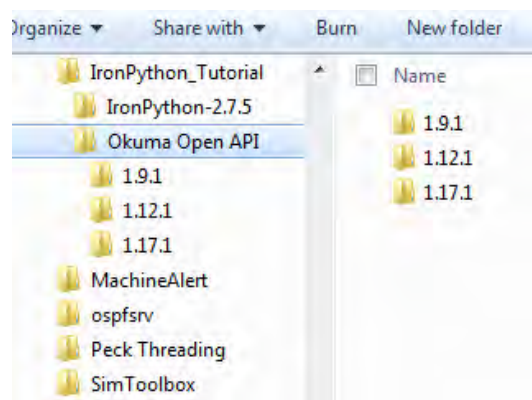 Organize ▼ Share with ▼ Burn New folder
IronPython_Tutorial
IronPython-2.7.5
Okuma Open API
1.9.1
1.12.1
1.17.1
MachineAlert
ospfsrv
Peck Threading
SimToolbox
Name
1.9.1
1.12.1
1.17.1